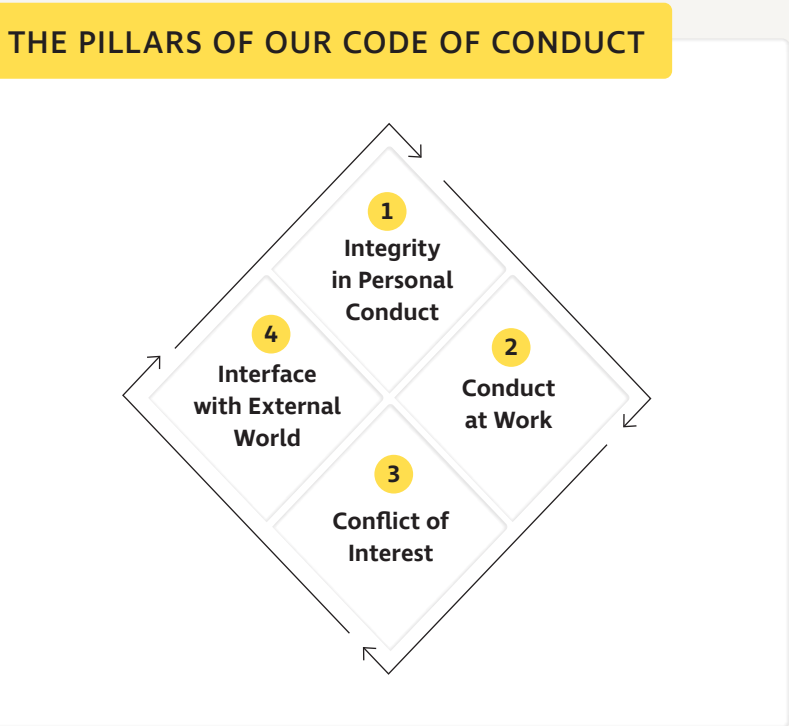 THE PILLARS OF OUR CODE OF CONDUCT
1
Integrity
in Personal
Conduct
2
Conduct
at Work
3
Conflict of
Interest
4
Interface
with External
World